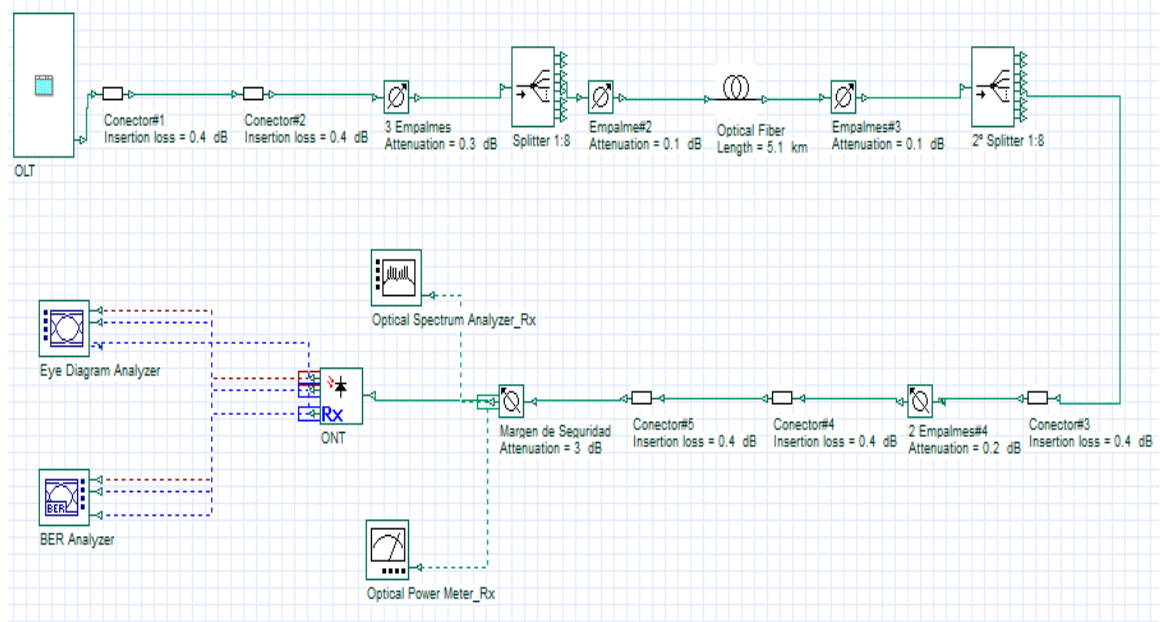 OLT
Conector#1
Insertion loss = 0.4 dB
Conector#2
Insertion loss = 0.4 dB
3 Empalmes
Attenuation = 0.3 dB
Splitter 1:8
Empalme#2
Attenuation = 0.1 dB
Optical Fiber
Length = 5.1 km
Empalmes#3
Attenuation = 0.1 dB
2º Splitter 1:8
Optical Spectrum Analyzer_Rx
Eye Diagram Analyzer
Rx
ONT
Margen de Seguridad
Attenuation = 3 dB
Conector#5
Insertion loss = 0.4 dB
Conector#4
Insertion loss = 0.4 dB
2 Empalmes#4
Attenuation = 0.2 dB
Conector#3
Insertion loss = 0.4 dB
BER
BER Analyzer
Optical Power Meter_Rx